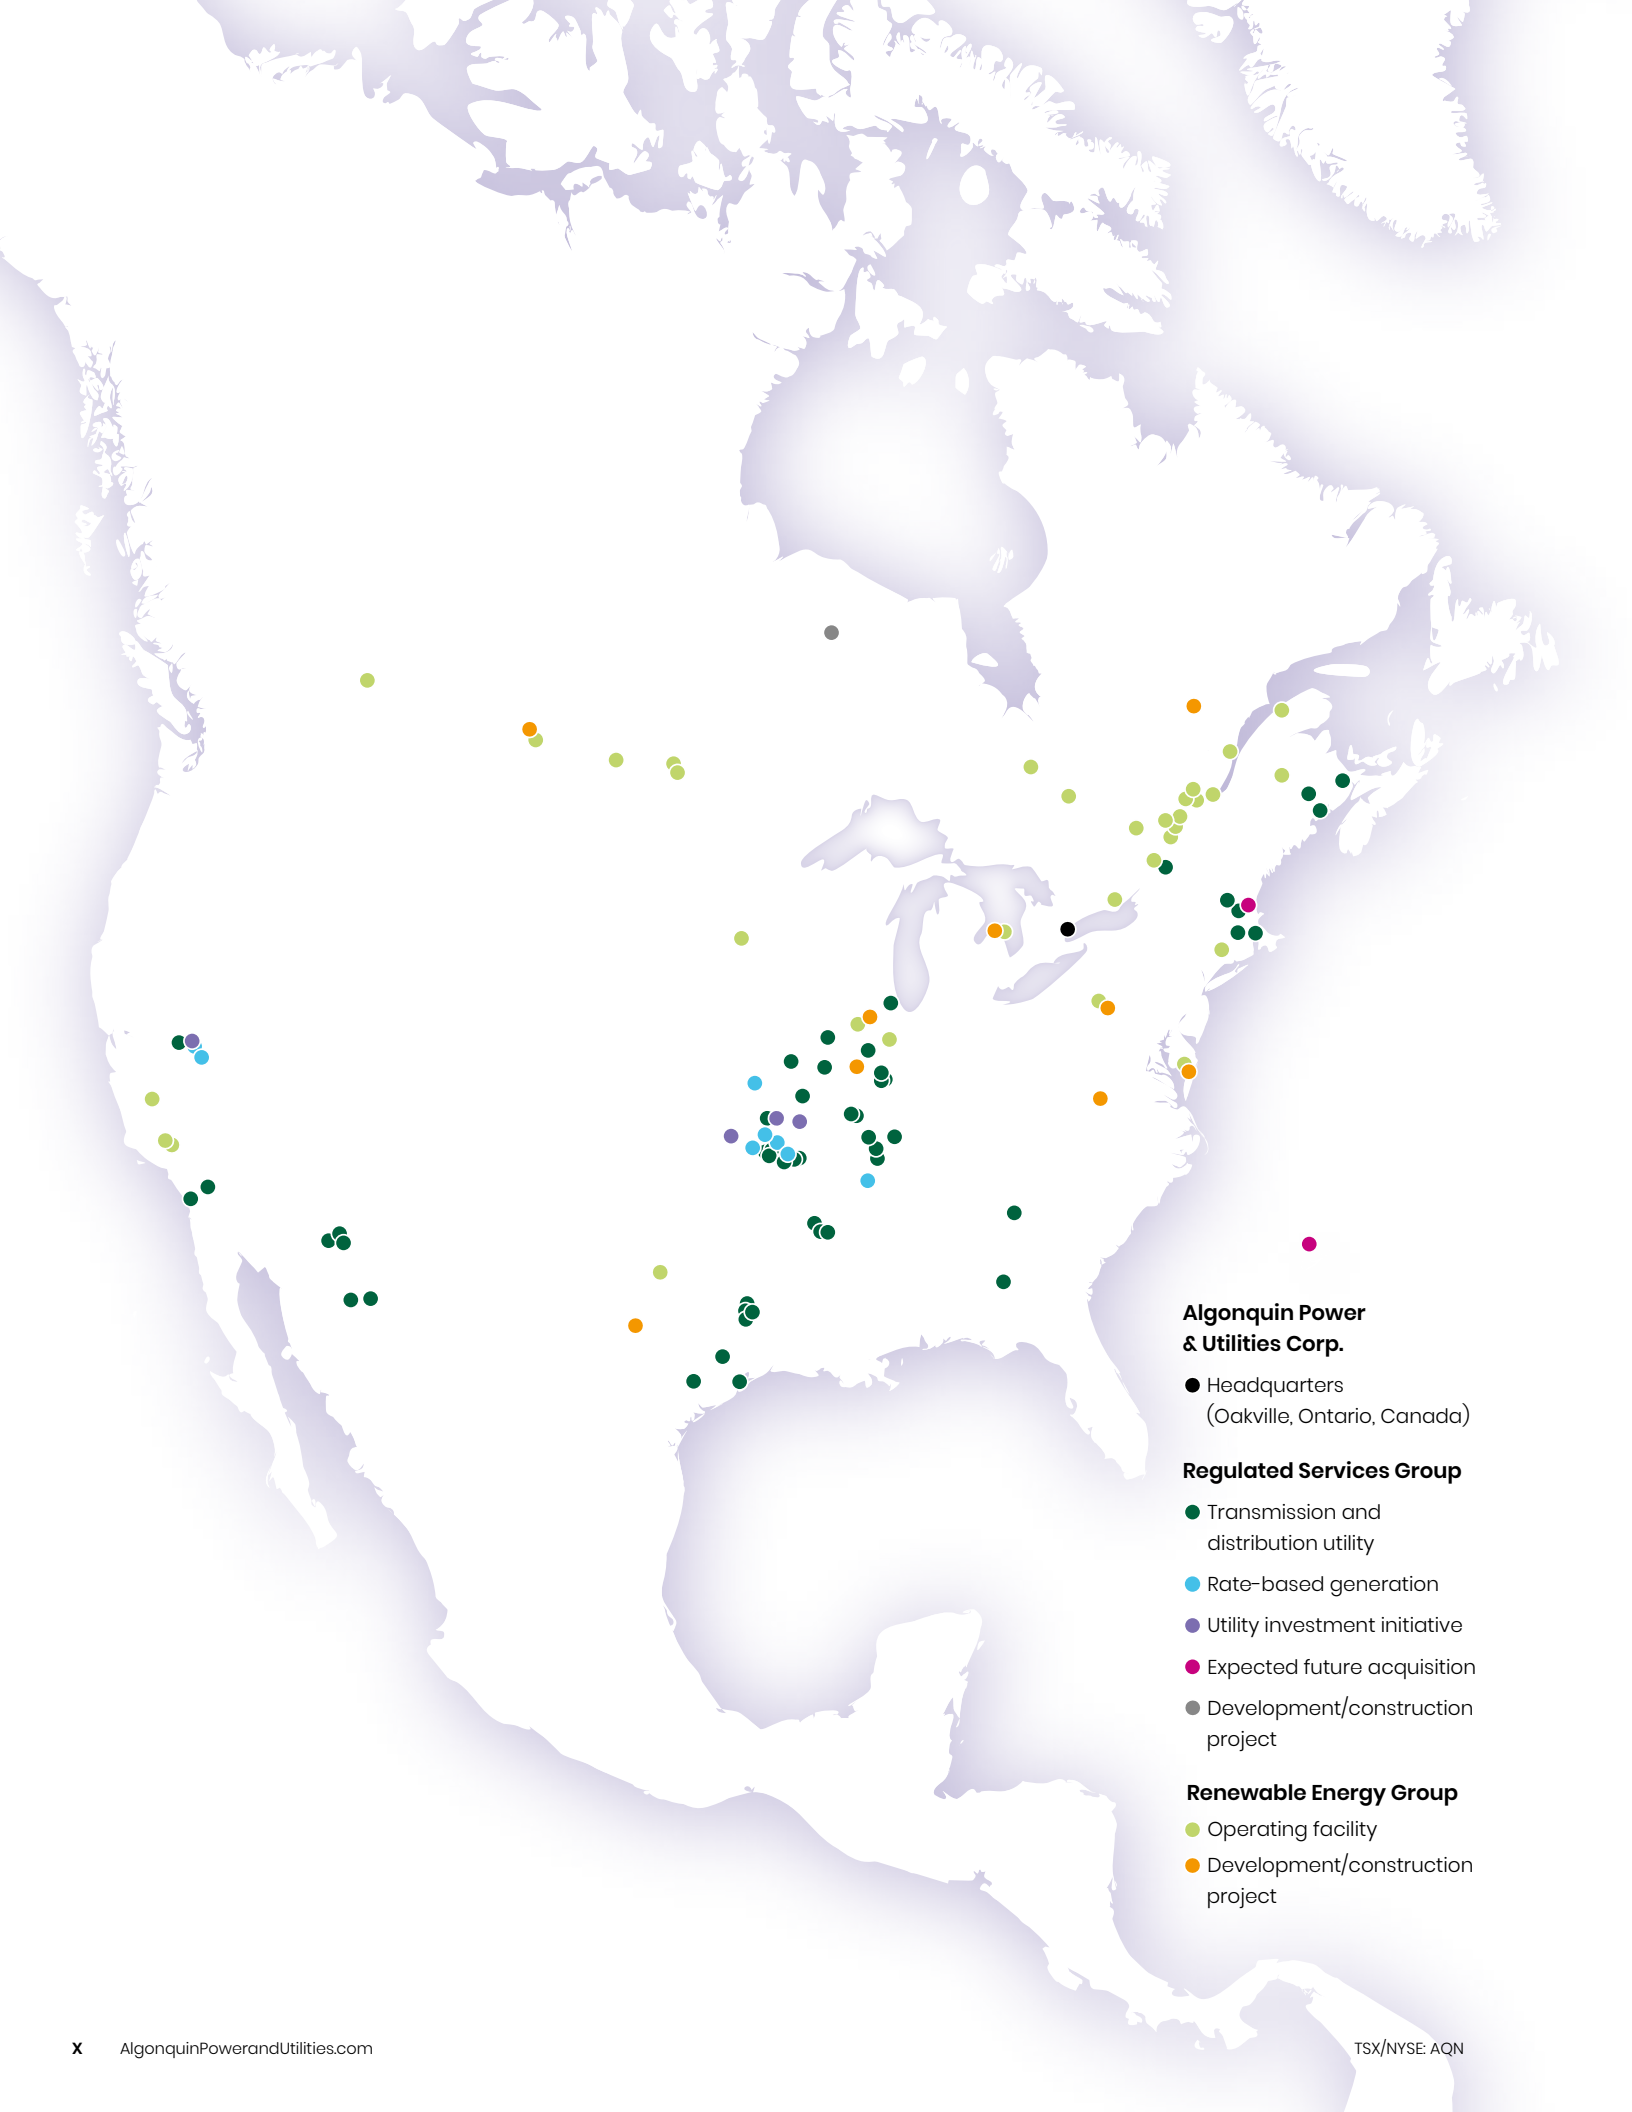 Algonquin Power
& Utilities Corp.
Headquarters
(Oakville, Ontario, Canada)
Regulated Services Group
Transmission and
distribution utility
Rate-based generation
Utility investment initiative
Expected future acquisition
Development/construction
project
Renewable Energy Group
Operating facility
Development/construction
project
X AlgonquinPowerandUtilities.com TSX/NYSE: AQN